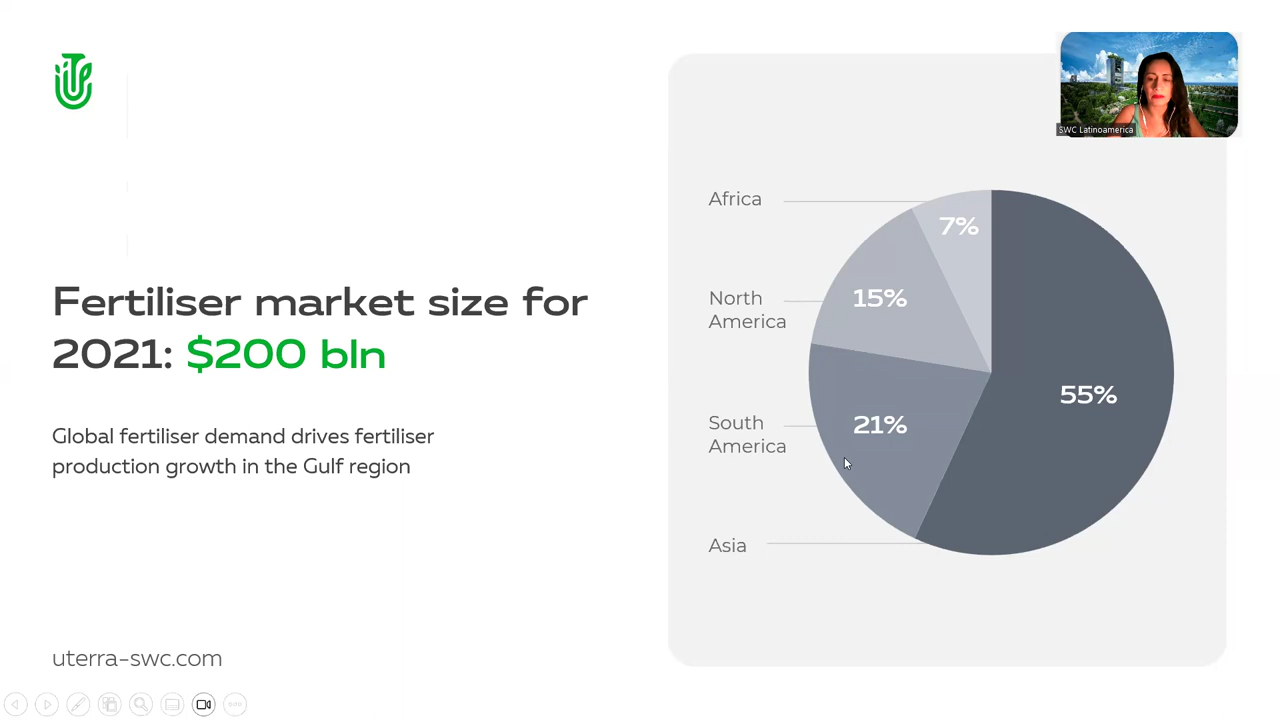 SWC Latinoamerica
Fertiliser market size for
2021: $200 bln
Global fertiliser demand drives fertiliser
production growth in the Gulf region
Africa
7%
North
America
15%
55%
South
America
21%
Asia
uterra-swc.com